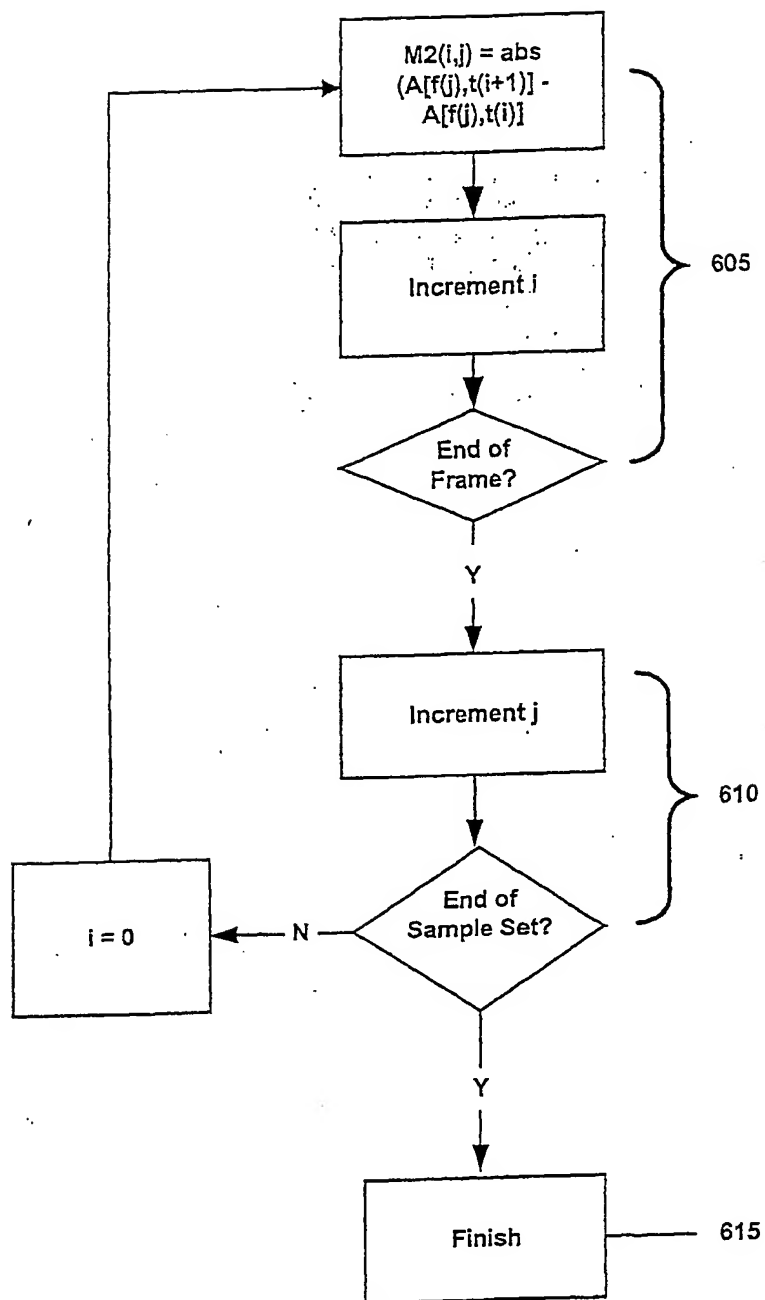 M2(i,j) = abs
(A[f(j),t(i+1)] -
A[f(j),t(i)]
605
Increment i
End of
Frame?
Y
Increment j
610
End of
Sample Set?
N
i = 0
Y
Finish
615